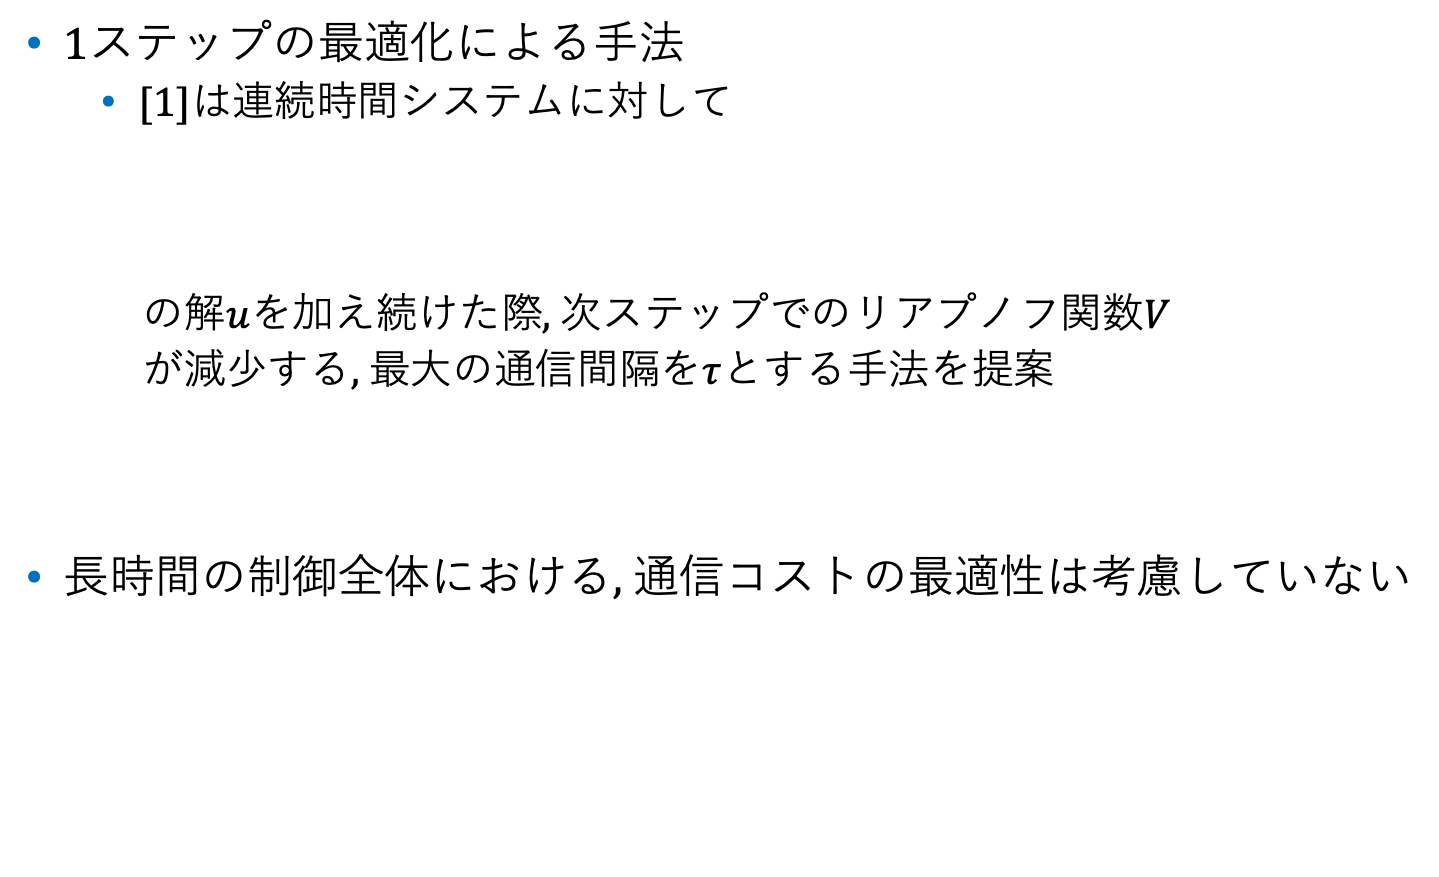 • 1ステップの最適化による手法
• [1]は連続時間システムに対して
の解uを加え続けた際, 次ステップでのリアプノフ関数V
が減少する, 最大の通信間隔をτとする手法を提案
• 長時間の制御全体における, 通信コストの最適性は考慮していない